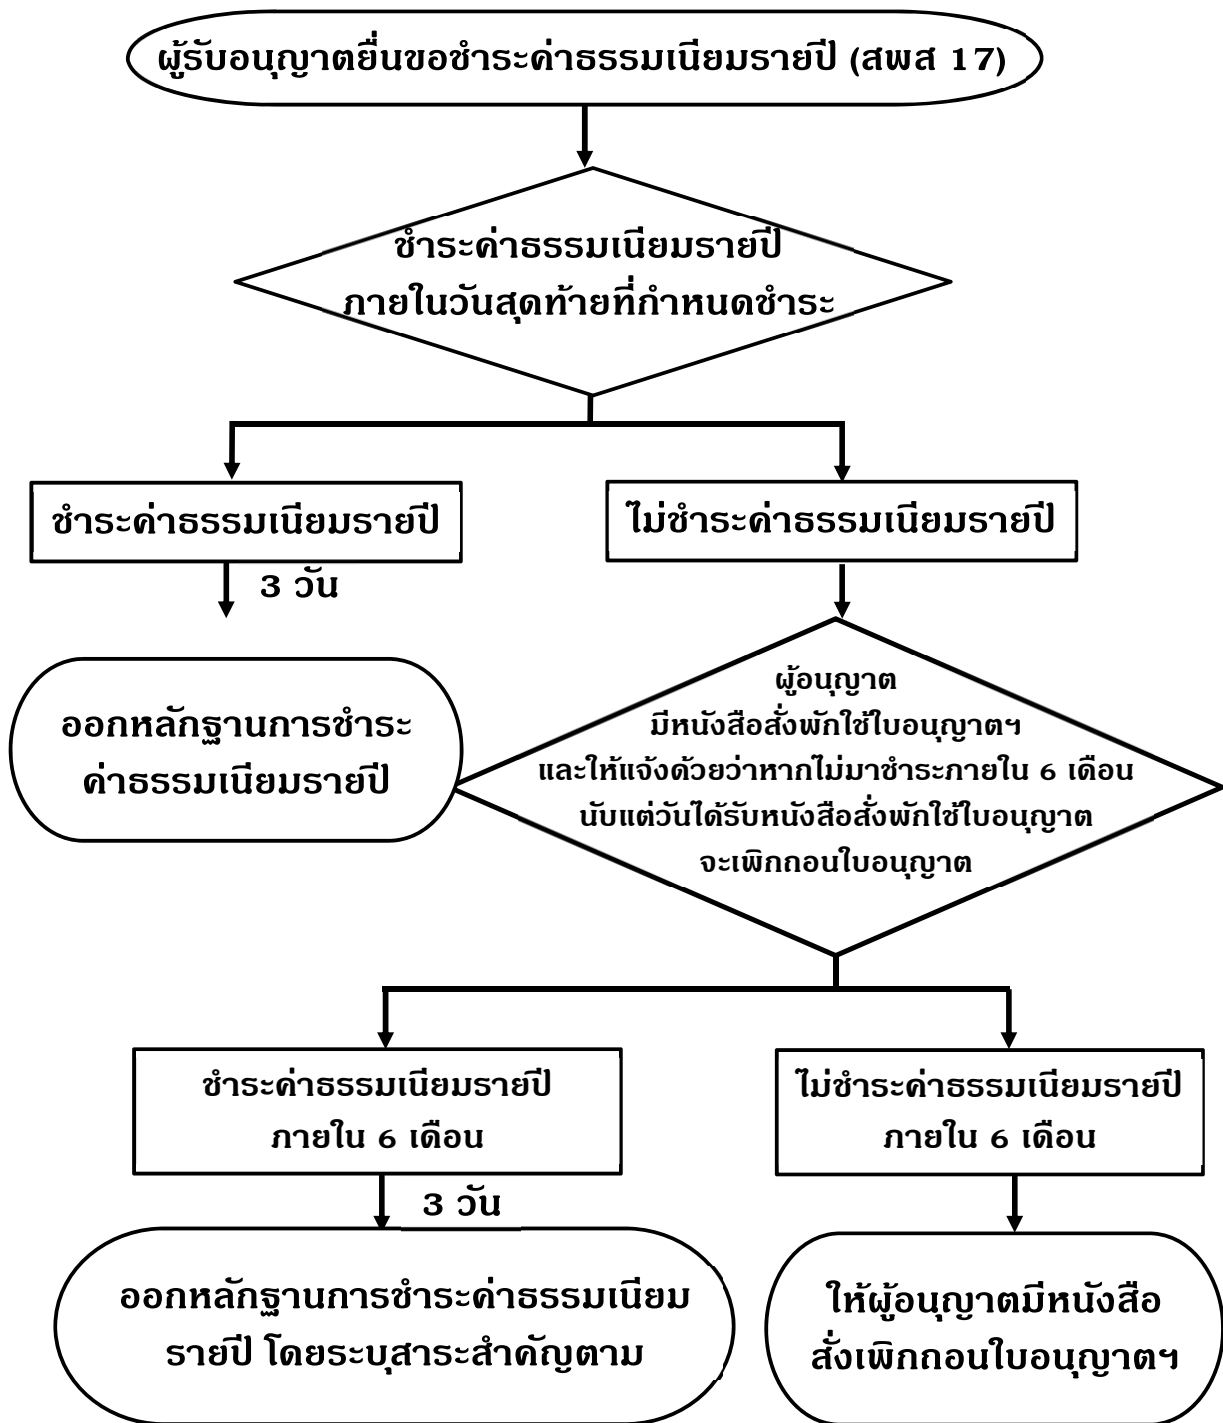 ผู้รับอนุญาตยื่นขอชำระค่าธรรมเนียมรายปี (สพส 17)
ชำระค่าธรรมเนียมรายปี
ภายในวันสุดท้ายที่กำหนดชำระ
ชำระค่าธรรมเนียมรายปี
ไม่ชำระค่าธรรมเนียมรายปี
3 วัน
ออกหลักฐานการชำระ
ค่าธรรมเนียมรายปี
ผู้อนุญาต
มีหนังสือสั่งพักใช้ใบอนุญาตฯ
และให้แจ้งด้วยว่าหากไม่มาชำระภายใน 6 เดือน
นับแต่วันได้รับหนังสือสั่งพักใช้ใบอนุญาต
จะเพิกถอนใบอนุญาต
ชำระค่าธรรมเนียมรายปี
ภายใน 6 เดือน
ไม่ชำระค่าธรรมเนียมรายปี
ภายใน 6 เดือน
3 วัน
ออกหลักฐานการชำระค่าธรรมเนียม
รายปี โดยระบุสาระสำคัญตาม
ให้ผู้อนุญาตมีหนังสือ
สั่งเพิกถอนใบอนุญาตฯ